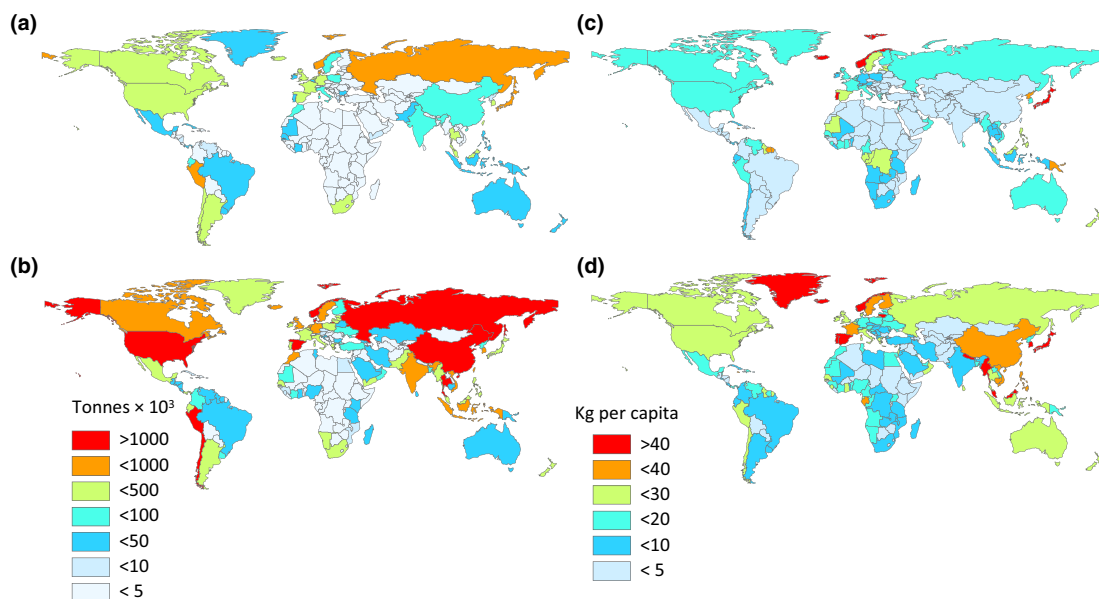 (a)
(c)
(b)
(d)
Tonnes × 10³
>1000
<1000
<500
<100
<50
<10
< 5
Kg per capita
>40
<40
<30
<20
<10
< 5